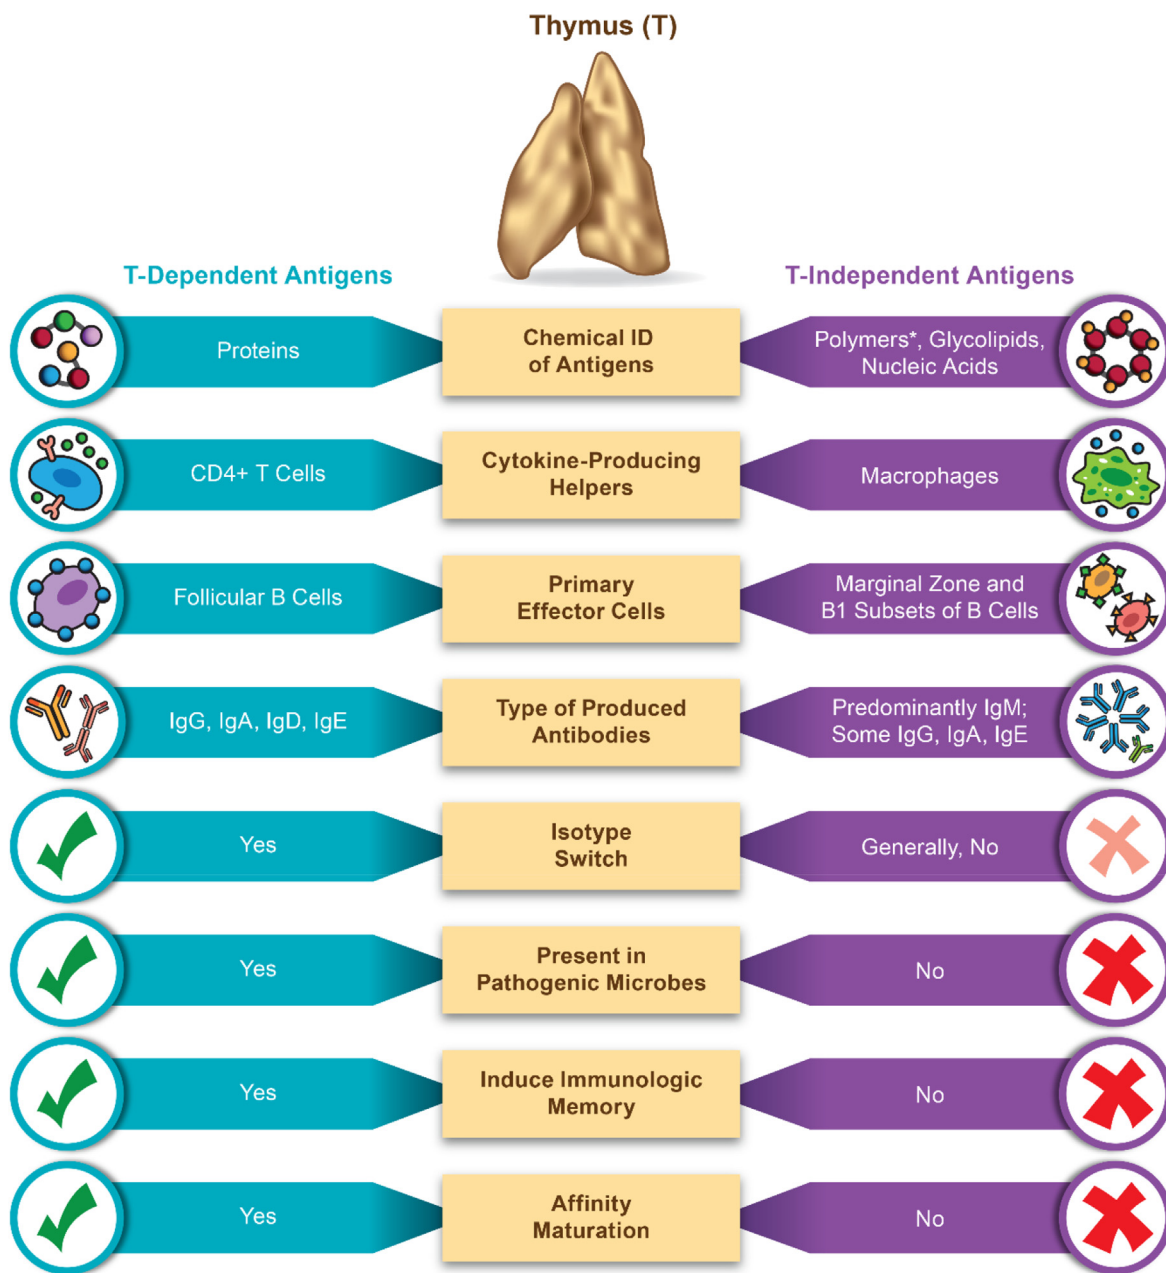 Thymus (T)
T-Dependent Antigens
T-Independent Antigens
Proteins
Chemical ID
of Antigens
Polymers*, Glycolipids,
Nucleic Acids
CD4+ T Cells
Cytokine-Producing
Helpers
Macrophages
Follicular B Cells
Primary
Effector Cells
Marginal Zone and
B1 Subsets of B Cells
IgG, IgA, IgD, IgE
Type of Produced
Antibodies
Predominantly IgM;
Some IgG, IgA, IgE
Yes
Isotype
Switch
Generally, No
Yes
Present in
Pathogenic Microbes
No
Yes
Induce Immunologic
Memory
No
Yes
Affinity
Maturation
No